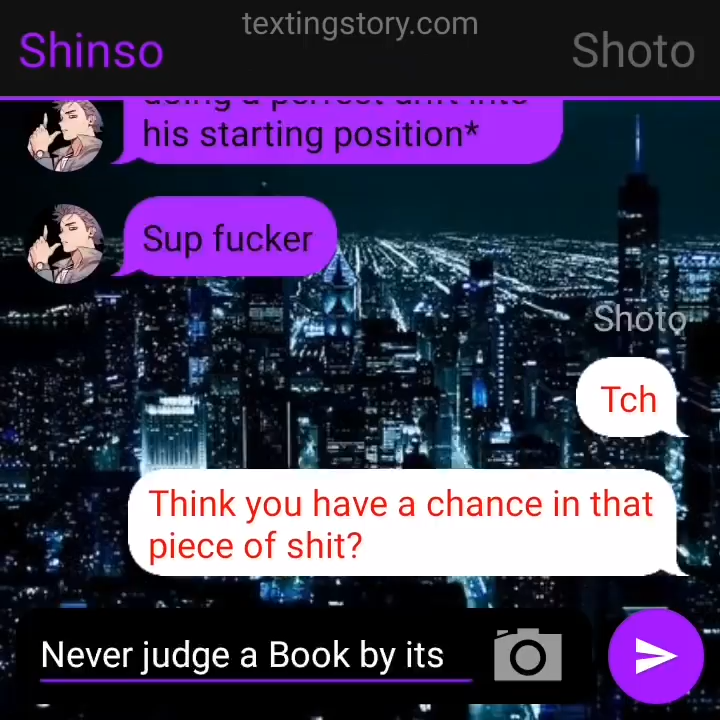 textingstory.com
Shinso
Shoto
his starting position*
Sup fucker
Shoto
Tch
Think you have a chance in that
piece of shit?
Never judge a Book by its